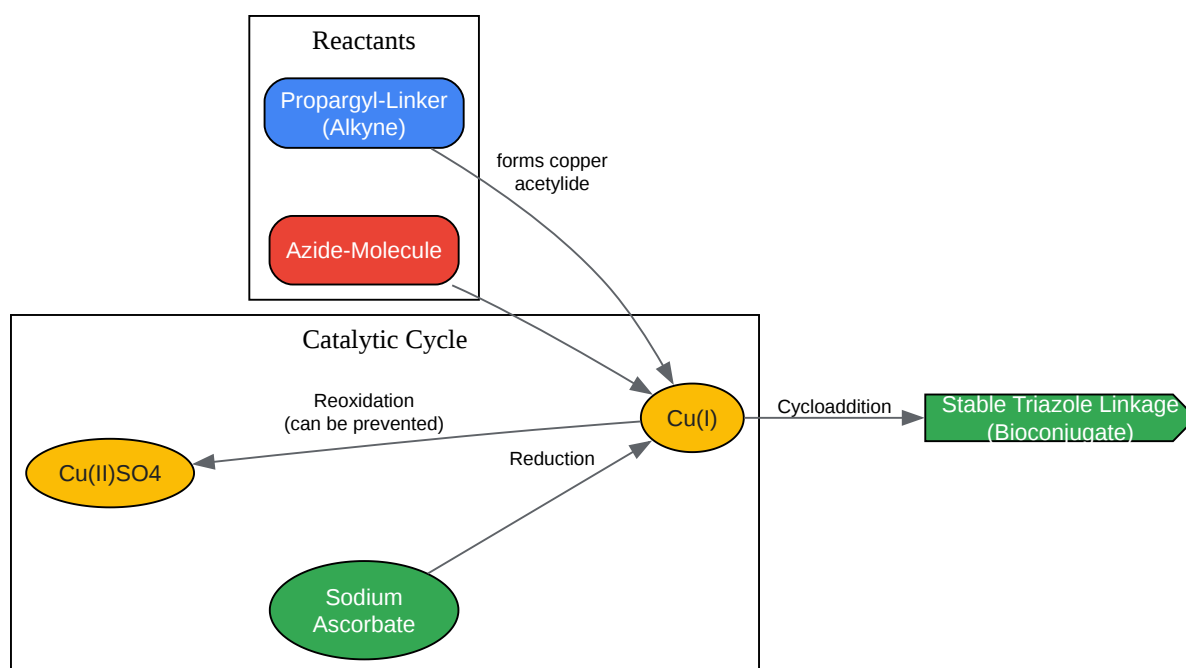 Reactants
Propargyl-Linker
(Alkyne)
forms copper
acetylide
Azide-Molecule
Catalytic Cycle
Reoxidation
(can be prevented)
Cu(I)
Cycloaddition
Stable Triazole Linkage
(Bioconjugate)
Cu(II)SO4
Reduction
Sodium
Ascorbate